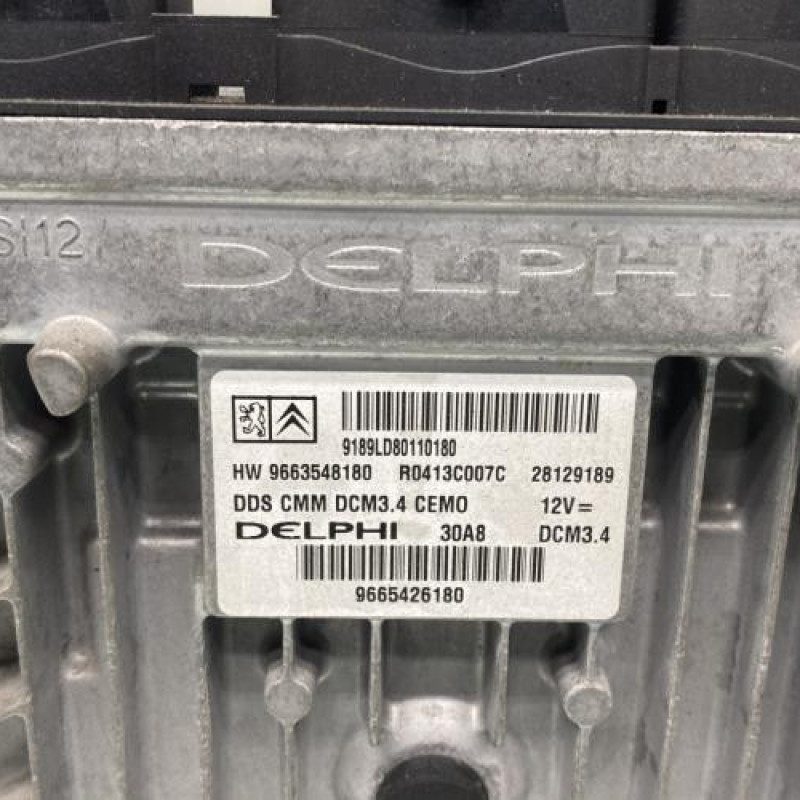 Si12
DELPHI
9189LD80110180
HW 9663548180 R0413C007C 28129189
DDS CMM DCM3.4 CEMO 12V=
DELPHI 30A8 DCM3.4
9665426180